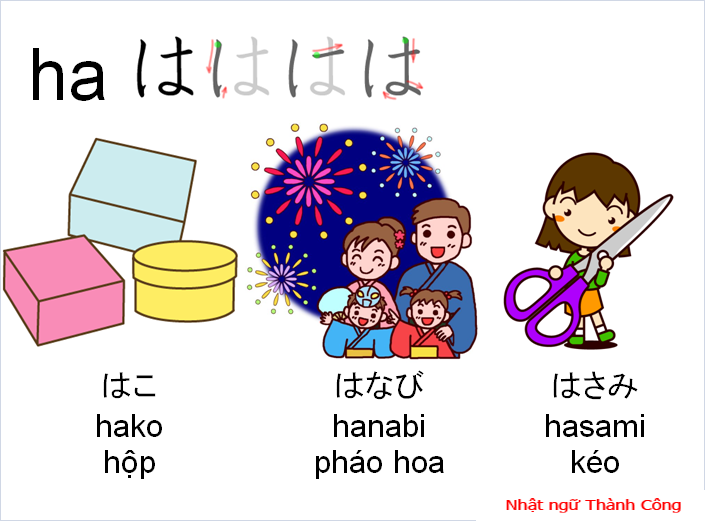 ha は は は は
はこ はなび はさみ
hako hanabi hasami
hộp pháo hoa kéo
Nhật ngữ Thành Công